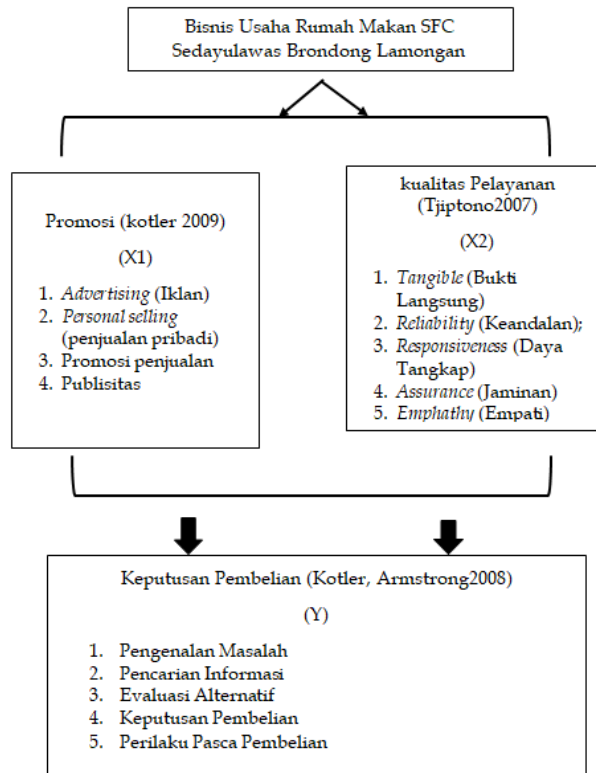 Bisnis Usaha Rumah Makan SFC
Sedayulawas Brondong Lamongan
Promosi (kotler 2009)
(X1)
1. Advertising (Iklan)
2. Personal selling
(penjualan pribadi)
3. Promosi penjualan
4. Publisitas
kualitas Pelayanan
(Tjiptono2007)
(X2)
1. Tangible (Bukti
Langsung)
2. Reliability (Keandalan);
3. Responsiveness (Daya
Tangkap)
4. Assurance (Jaminan)
5. Emphathy (Empati)
Keputusan Pembelian (Kotler, Armstrong2008)
(Y)
1. Pengenalan Masalah
2. Pencarian Informasi
3. Evaluasi Alternatif
4. Keputusan Pembelian
5. Perilaku Pasca Pembelian